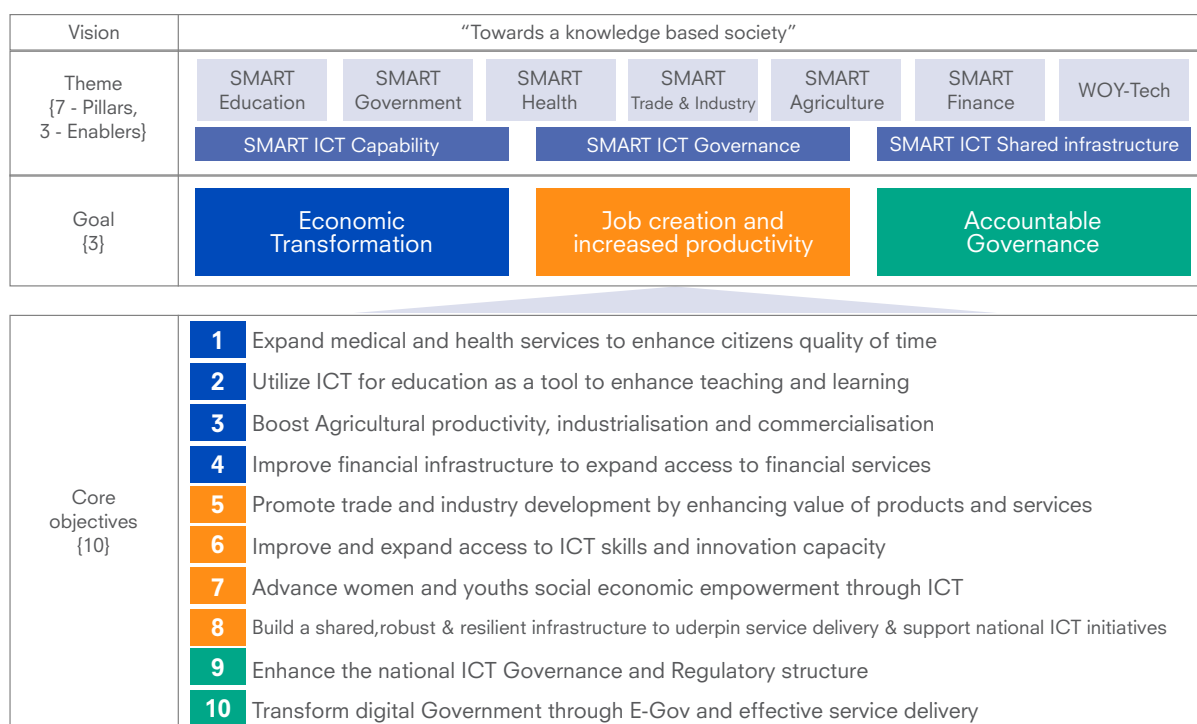 Vision
“Towards a knowledge based society”
Theme
{7 - Pillars,
3 - Enablers}
SMART
Education
SMART
Government
SMART
Health
SMART
Trade & Industry
SMART
Agriculture
SMART
Finance
WOY-Tech
SMART ICT Capability
SMART ICT Governance
SMART ICT Shared infrastructure
Goal
{3}
Economic
Transformation
Job creation and
increased productivity
Accountable
Governance
Core
objectives
{10}
1 Expand medical and health services to enhance citizens quality of time
2 Utilize ICT for education as a tool to enhance teaching and learning
3 Boost Agricultural productivity, industrialisation and commercialisation
4 Improve financial infrastructure to expand access to financial services
5 Promote trade and industry development by enhancing value of products and services
6 Improve and expand access to ICT skills and innovation capacity
7 Advance women and youths social economic empowerment through ICT
8 Build a shared,robust & resilient infrastructure to uderpin service delivery & support national ICT initiatives
9 Enhance the national ICT Governance and Regulatory structure
10 Transform digital Government through E-Gov and effective service delivery